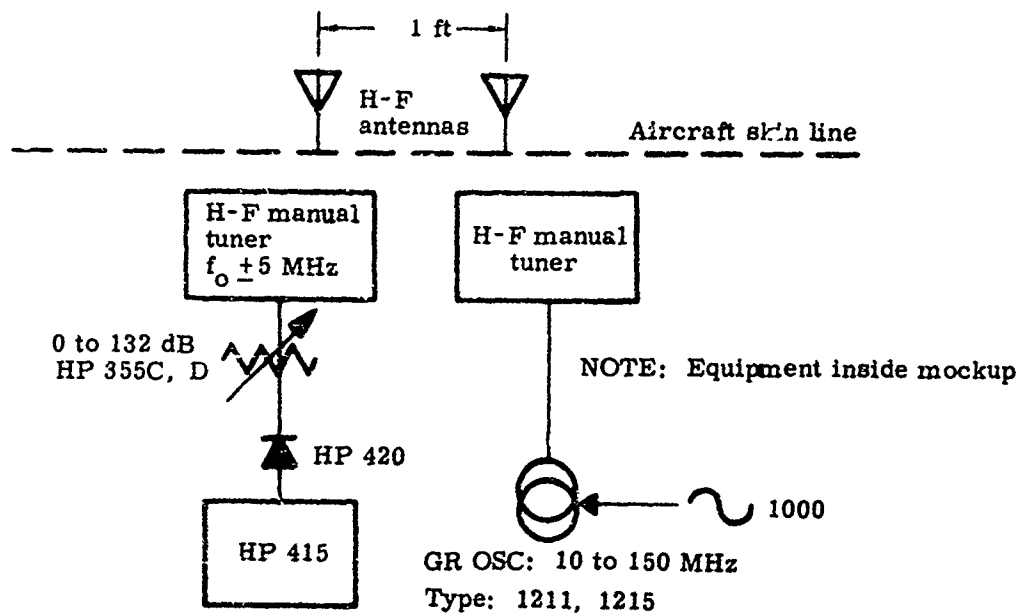 1 ft
H-F
antennas
Aircraft skin line
H-F manual
tuner
f₀ ±5 MHz
H-F manual
tuner
0 to 132 dB
HP 355C, D
NOTE: Equipment inside mockup
HP 420
HP 415
1000
GR OSC: 10 to 150 MHz
Type: 1211, 1215